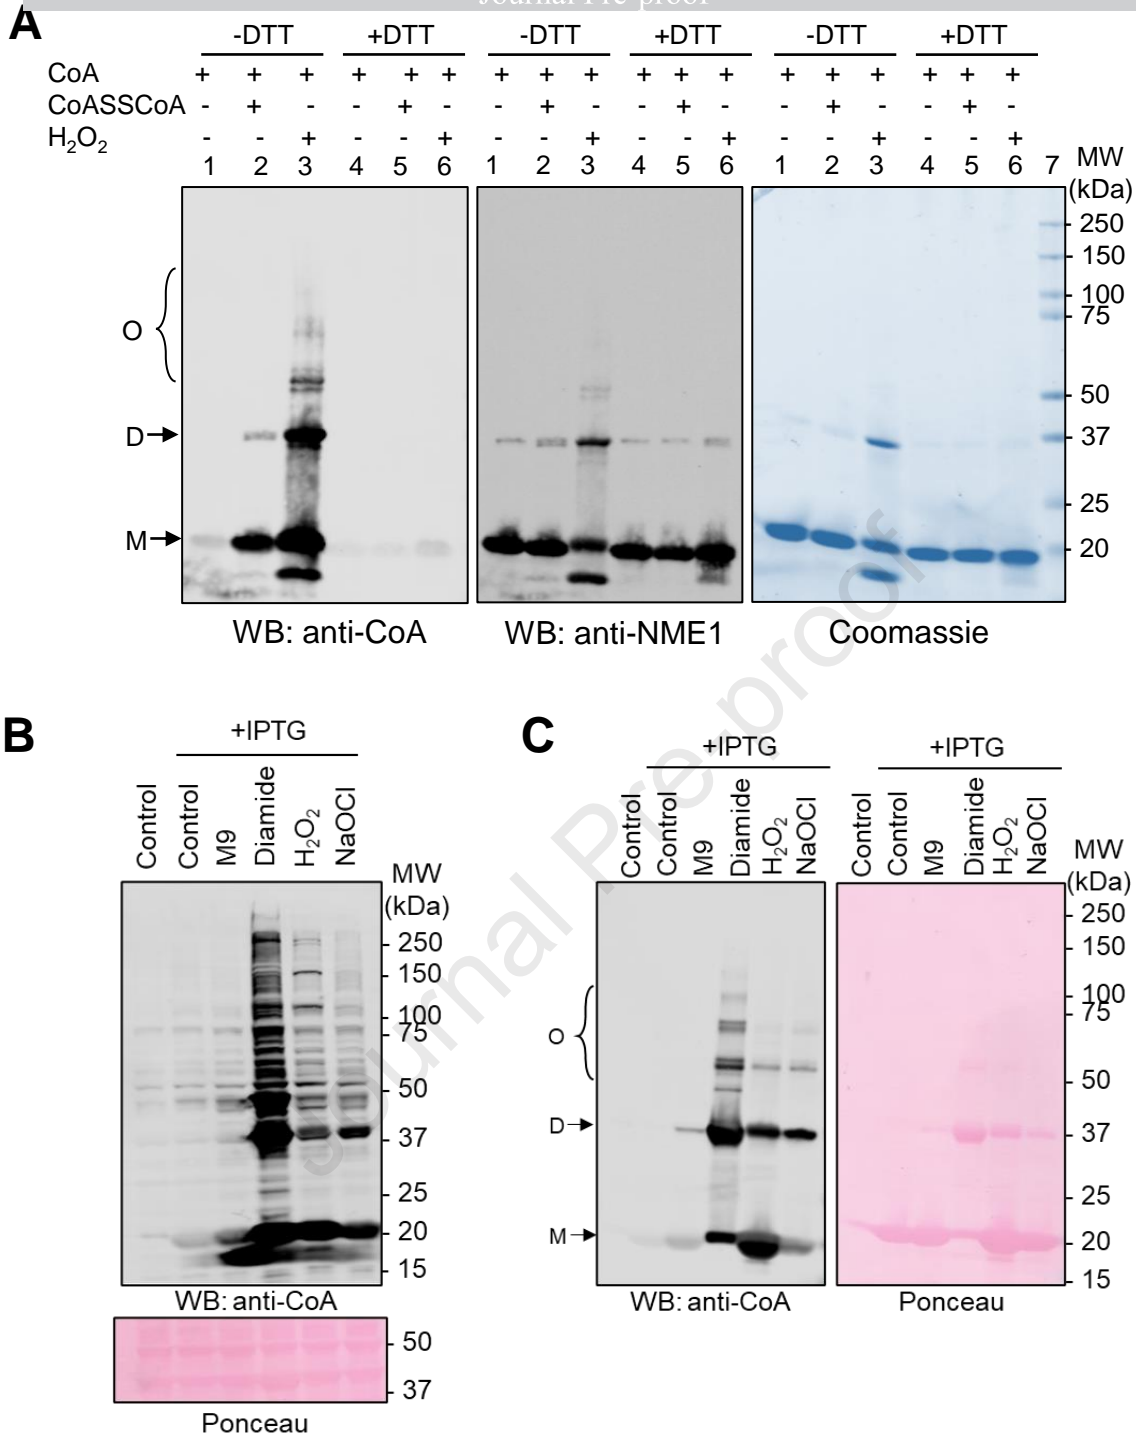 Journal Pre-proof
A
-DTT +DTT -DTT +DTT -DTT +DTT
CoA + + + + + + + + + + + + + + + + + +
CoASSCoA - + - - + - - + - - + - - + - - + -
H₂O₂ - - + - - + - - + - - + - - + - - +
1 2 3 4 5 6 1 2 3 4 5 6 1 2 3 4 5 6 7 MW
(kDa)
250
150
100
75
O
50
D 37
25
M 20
WB: anti-CoA WB: anti-NME1 Coomassie
Journal Pre-proof
B
+IPTG
Control Control M9 Diamide H₂O₂ NaOCl
MW
(kDa)
250
150
100
75
50
37
25
20
15
WB: anti-CoA
50
37
Ponceau
C
+IPTG +IPTG
Control Control M9 Diamide H₂O₂ NaOCl Control Control M9 Diamide H₂O₂ NaOCl
MW
(kDa)
250
150
100
75
O
50
D 37
25
M 20
15
WB: anti-CoA Ponceau